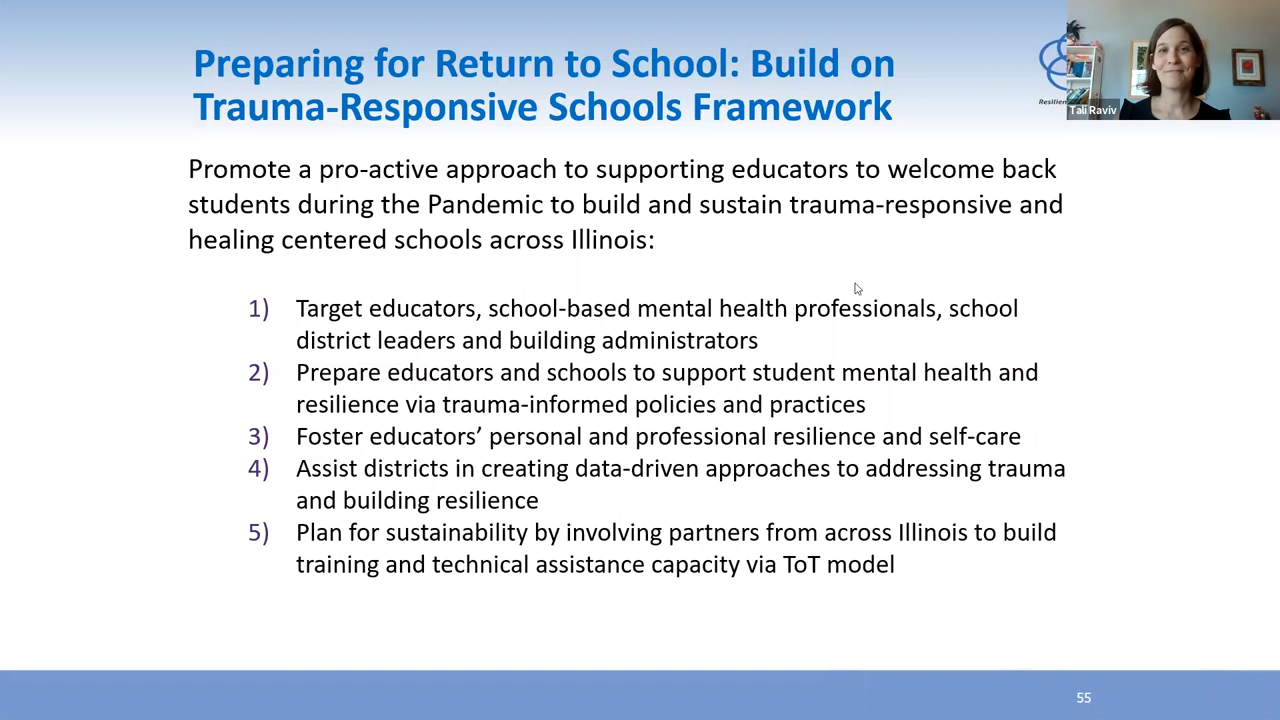 Preparing for Return to School: Build on
Trauma-Responsive Schools Framework
Tali Raviv
Promote a pro-active approach to supporting educators to welcome back
students during the Pandemic to build and sustain trauma-responsive and
healing centered schools across Illinois:
1) Target educators, school-based mental health professionals, school
district leaders and building administrators
2) Prepare educators and schools to support student mental health and
resilience via trauma-informed policies and practices
3) Foster educators’ personal and professional resilience and self-care
4) Assist districts in creating data-driven approaches to addressing trauma
and building resilience
5) Plan for sustainability by involving partners from across Illinois to build
training and technical assistance capacity via ToT model
55